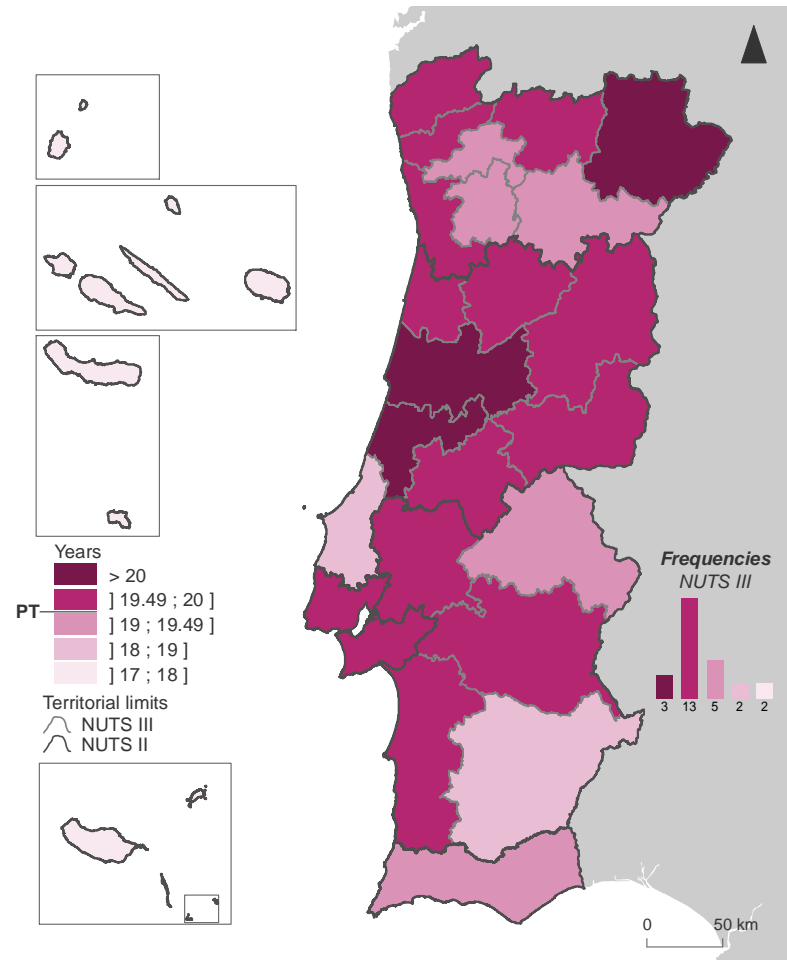 Years
> 20
] 19.49 ; 20 ]
PT
] 19 ; 19.49 ]
] 18 ; 19 ]
] 17 ; 18 ]
Territorial limits
NUTS III
NUTS II
Frequencies
NUTS III
3 13 5 2 2
0 50 km